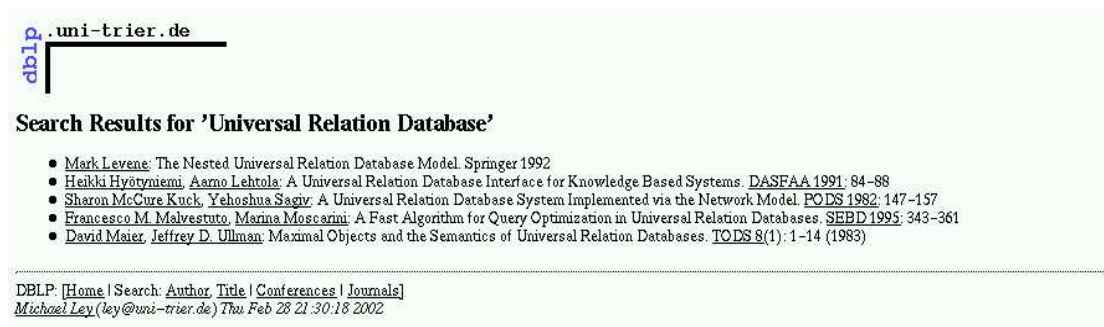 dblp .uni-trier.de
Search Results for 'Universal Relation Database'
• Mark Levene: The Nested Universal Relation Database Model. Springer 1992
• Heikki Hyötyniemi, Aarno Lehtola: A Universal Relation Database Interface for Knowledge Based Systems. DASFAA 1991: 84-88
• Sharon McCure Kuck, Yehoshua Sagiv: A Universal Relation Database System Implemented via the Network Model. PODS 1982: 147-157
• Francesco M. Malvestuto, Marina Moscarini: A Fast Algorithm for Query Optimization in Universal Relation Databases. SEBD 1995: 343-361
• David Maier, Jeffrey D. Ullman: Maximal Objects and the Semantics of Universal Relation Databases. TODS 8(1): 1-14 (1983)
DBLP: [Home | Search: Author, Title | Conferences | Journals]
Michael Ley (ley@uni-trier.de) Thu Feb 28 21:30:18 2002